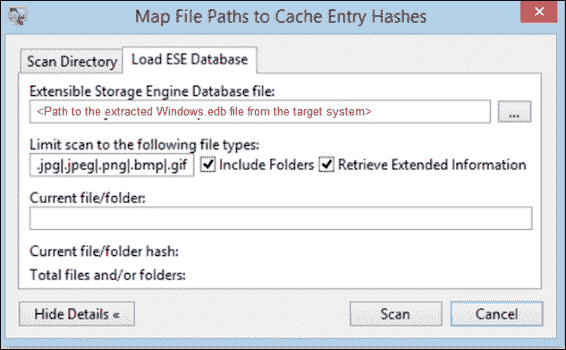 Map File Paths to Cache Entry Hashes
Scan Directory
Load ESE Database
Extensible Storage Engine Database file:
<Path to the extracted Windows.edb file from the target system>
...
Limit scan to the following file types:
.jpg|.jpeg|.png|.bmp|.gif Include Folders Retrieve Extended Information
Current file/folder:
Current file/folder hash:
Total files and/or folders:
Hide Details « Scan Cancel